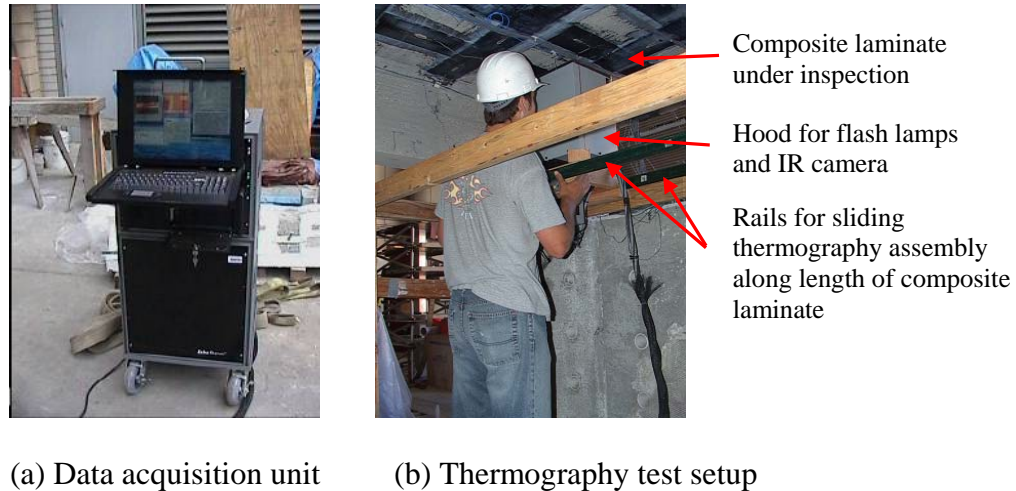 Composite laminate
under inspection
Hood for flash lamps
and IR camera
Rails for sliding
thermography assembly
along length of composite
laminate
(a) Data acquisition unit
(b) Thermography test setup